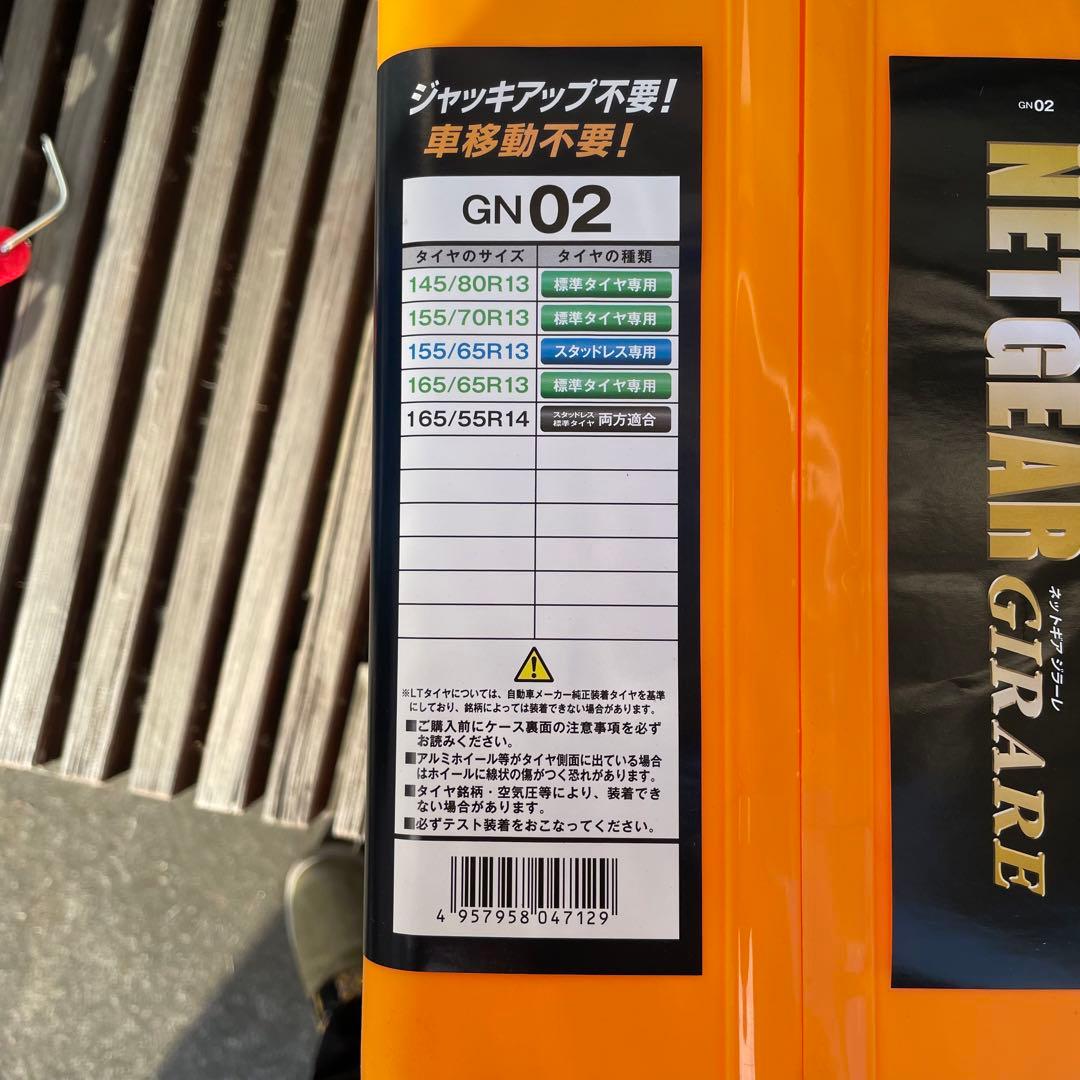 ジャッキアップ不要!
車移動不要!
GN02
タイヤのサイズ タイヤの種類
145/80R13 標準タイヤ専用
155/70R13 標準タイヤ専用
155/65R13 スタッドレス専用
165/65R13 標準タイヤ専用
165/55R14 スタッドレス 標準タイヤ 両方適合
※LTタイヤについては、自動車メーカー純正装着タイヤを基準
にしており、銘柄によっては装着できない場合があります。
■ご購入前にケース裏面の注意事項を必ず
お読みください。
■アルミホイール等がタイヤ側面に出ている場合
はホイールに線状の傷がつく恐れがあります。
■タイヤ銘柄・空気圧等により、装着でき
ない場合があります。
■必ずテスト装着をおこなってください。
4 957958 047129
GN02
NETGEAR
GIRARE
ネットギアジラーレ